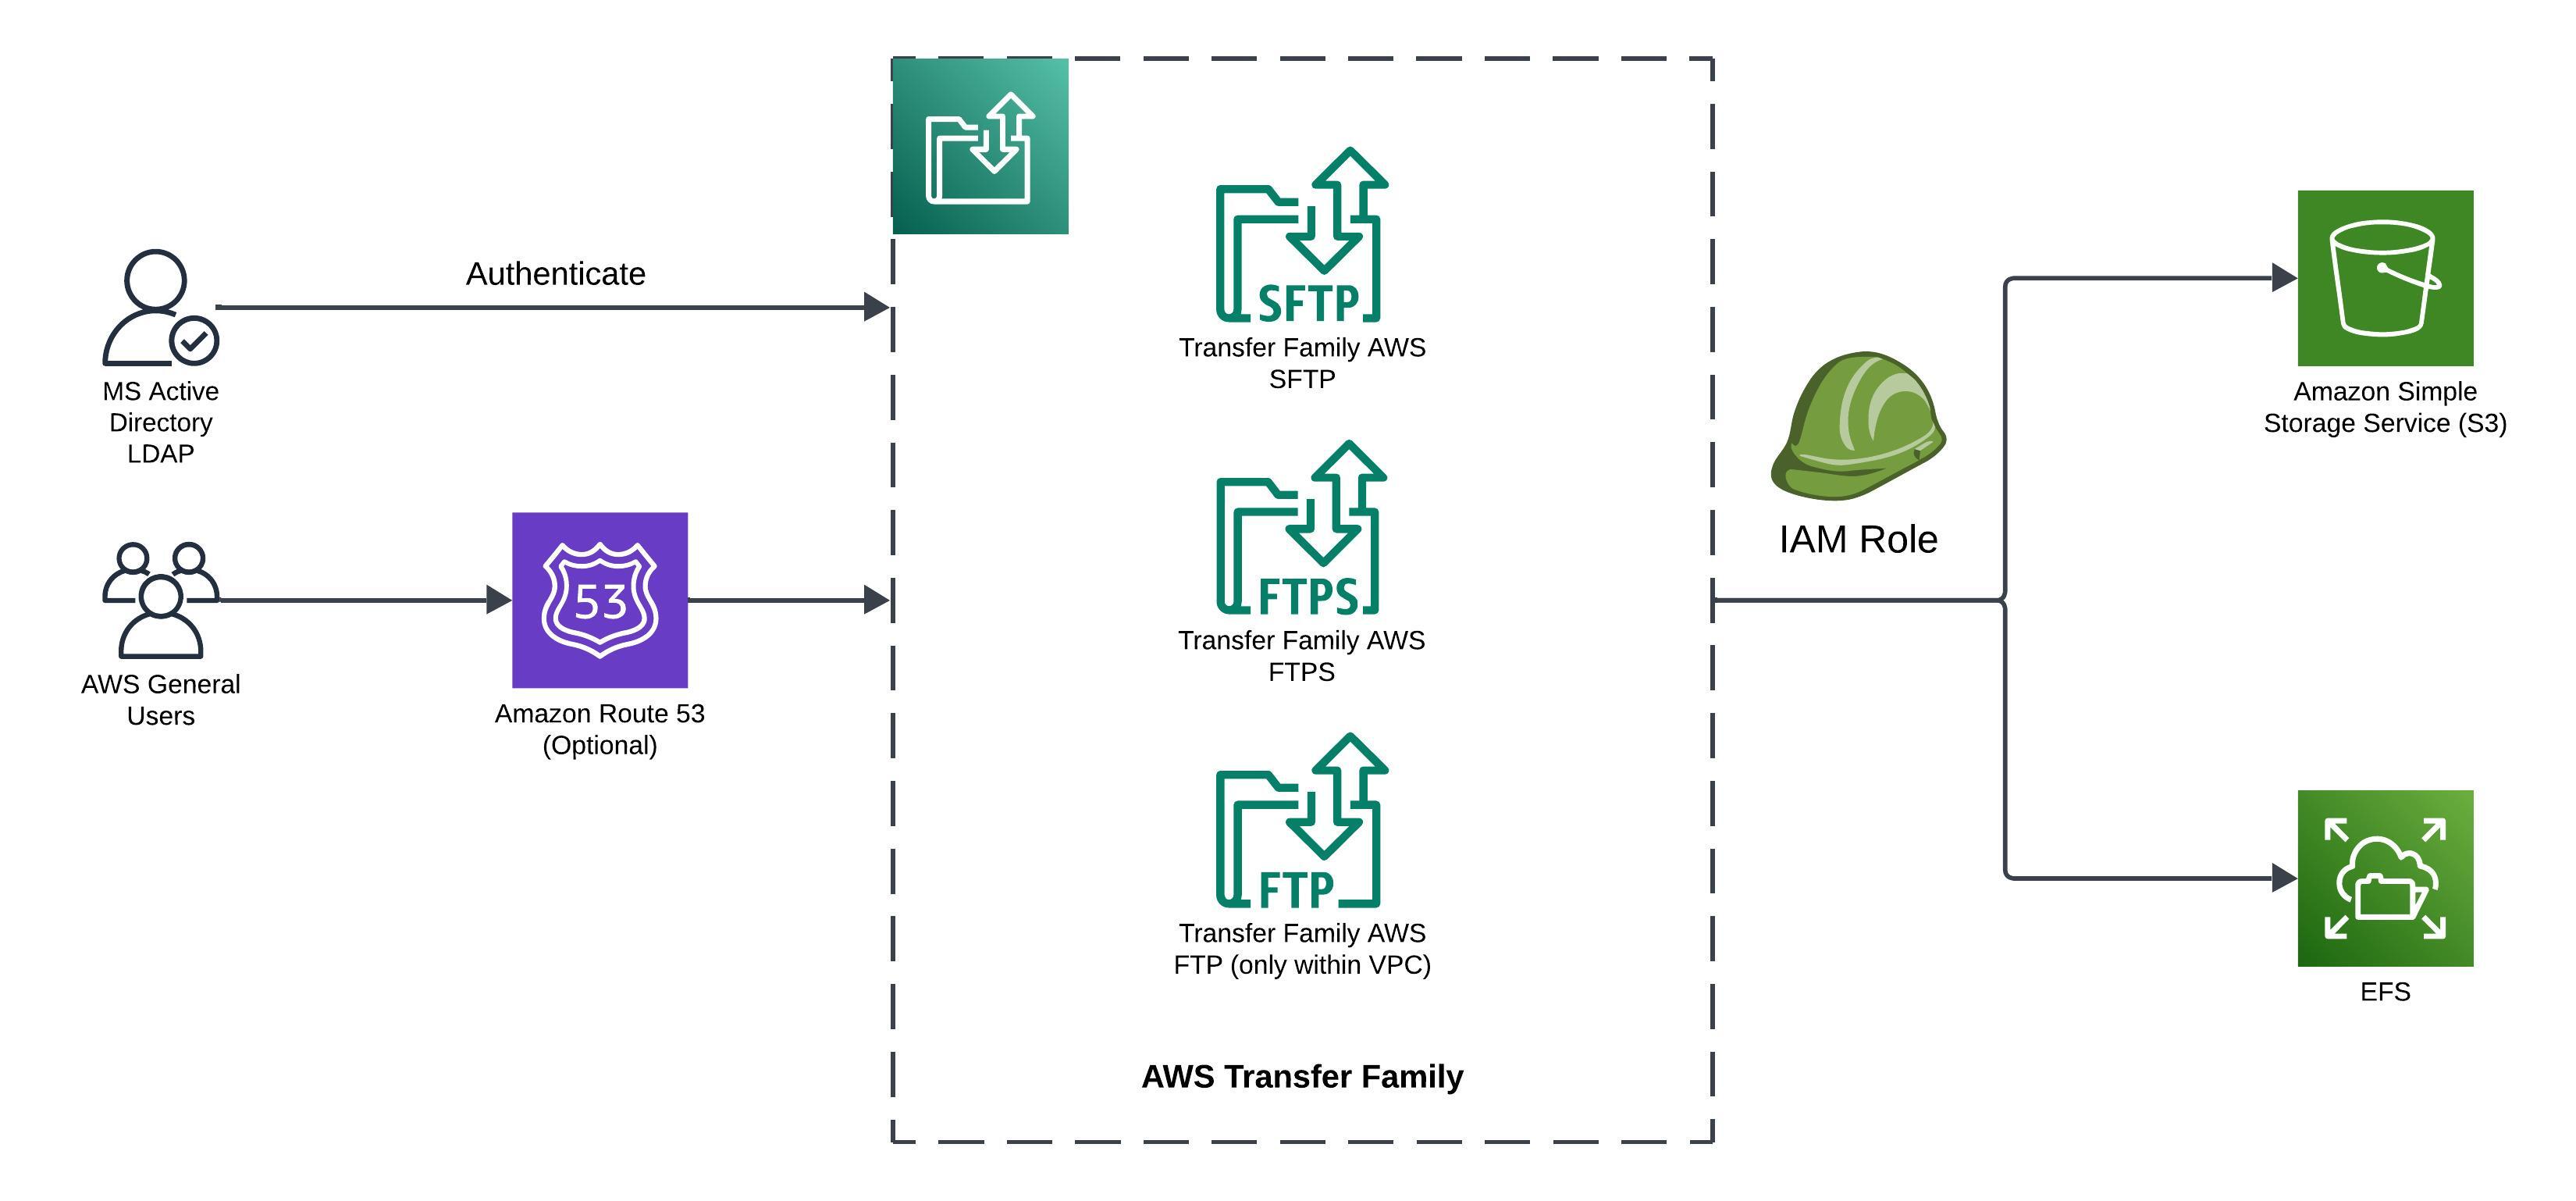 Authenticate
MS Active
Directory
LDAP
AWS General
Users
53
Amazon Route 53
(Optional)
SFTP
Transfer Family AWS
SFTP
FTPS
Transfer Family AWS
FTPS
FTP
Transfer Family AWS
FTP (only within VPC)
AWS Transfer Family
IAM Role
Amazon Simple
Storage Service (S3)
EFS